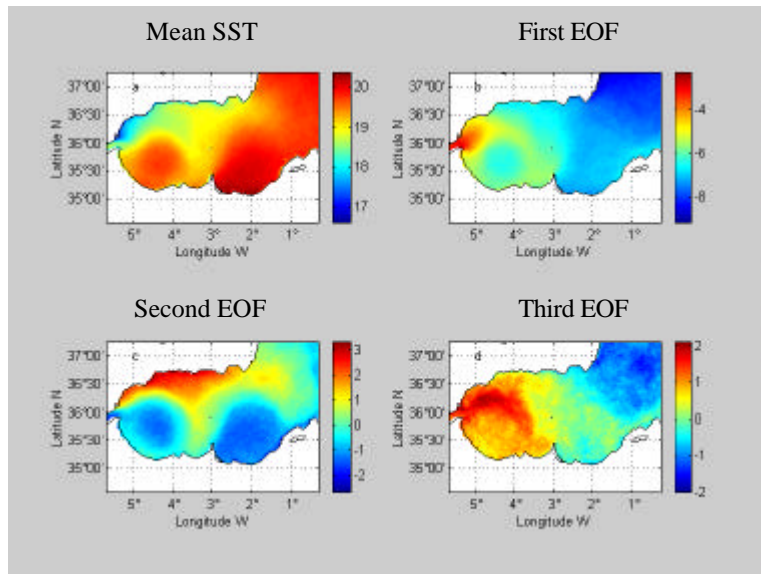 Mean SST
First EOF
a
37°00'
36°30'
36°00'
35°30'
35°00'
Latitude N
5° 4° 3° 2° 1°
Longitude W
20
19
18
17
b
37°00'
36°30'
36°00'
35°30'
35°00'
Latitude N
5° 4° 3° 2° 1°
Longitude W
-4
-6
-8
Second EOF
Third EOF
c
37°00'
36°30'
36°00'
35°30'
35°00'
Latitude N
5° 4° 3° 2° 1°
Longitude W
3
2
1
0
-1
-2
d
37°00'
36°30'
36°00'
35°30'
35°00'
Latitude N
5° 4° 3° 2° 1°
Longitude W
2
1
0
-1
-2